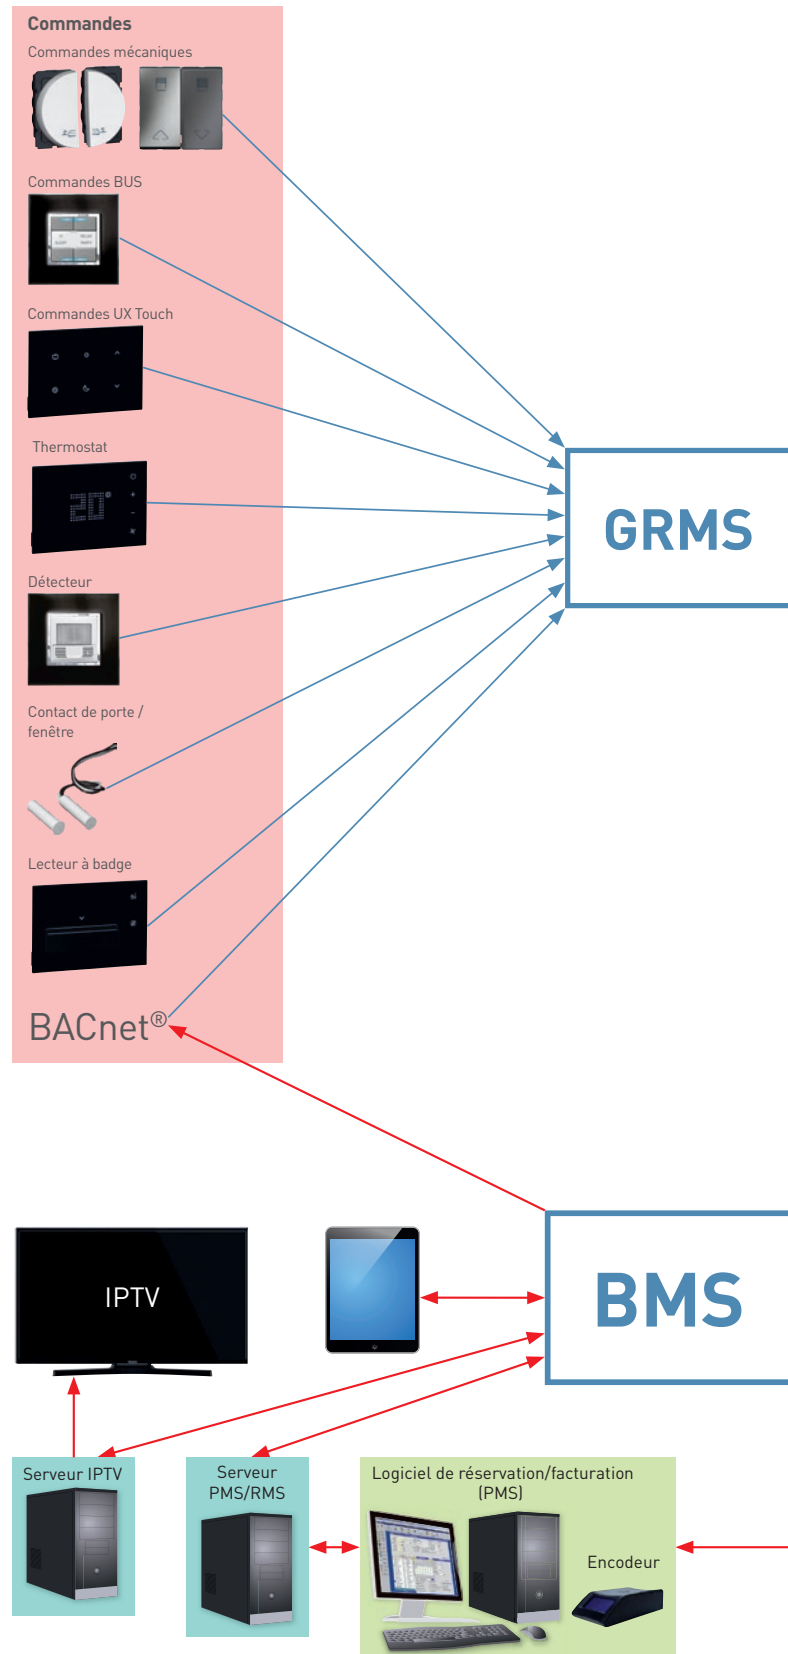 Commandes
Commandes mécaniques
Commandes BUS
Commandes UX Touch
Thermostat
20°
Détecteur
Contact de porte /
fenêtre
Lecteur à badge
BACnet®
GRMS
IPTV
BMS
Serveur IPTV
Serveur
PMS/RMS
Logiciel de réservation/facturation
(PMS)
Encodeur